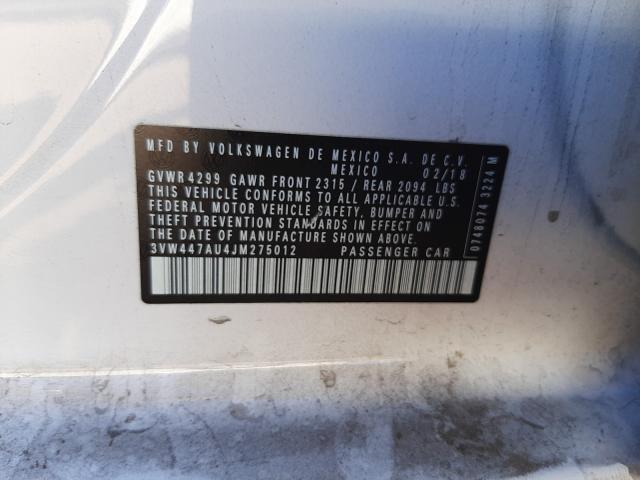 MFD BY VOLKSWAGEN DE MEXICO S.A. DE C.V.
MEXICO 02/18
GVWR 4299 GAWR FRONT 2315 / REAR 2094 LBS
THIS VEHICLE CONFORMS TO ALL APPLICABLE U.S.
FEDERAL MOTOR VEHICLE SAFETY, BUMPER AND
THEFT PREVENTION STANDARDS IN EFFECT ON
THE DATE OF MANUFACTURE SHOWN ABOVE.
3VW447AU4JM275012 PASSENGER CAR
0748074 3224 M